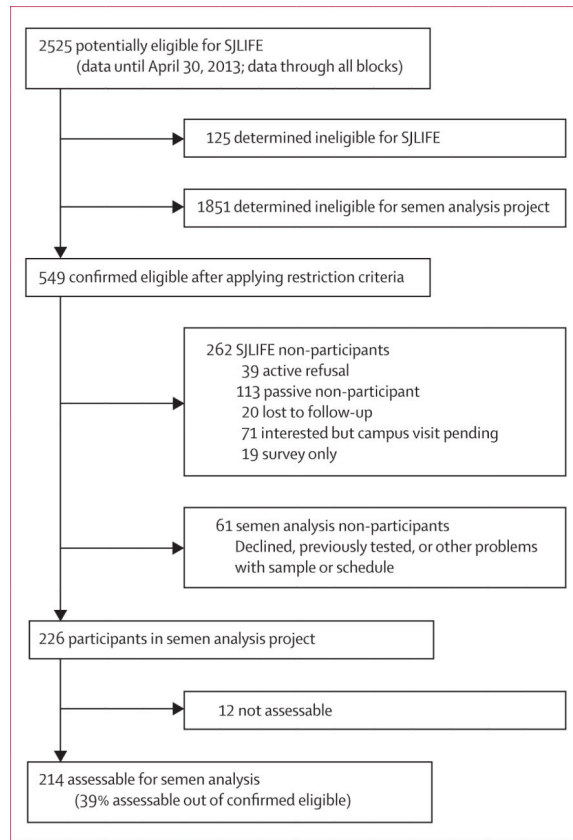 2525 potentially eligible for SJLIFE
(data until April 30, 2013; data through all blocks)
125 determined ineligible for SJLIFE
1851 determined ineligible for semen analysis project
549 confirmed eligible after applying restriction criteria
262 SJLIFE non-participants
39 active refusal
113 passive non-participant
20 lost to follow-up
71 interested but campus visit pending
19 survey only
61 semen analysis non-participants
Declined, previously tested, or other problems
with sample or schedule
226 participants in semen analysis project
12 not assessable
214 assessable for semen analysis
(39% assessable out of confirmed eligible)